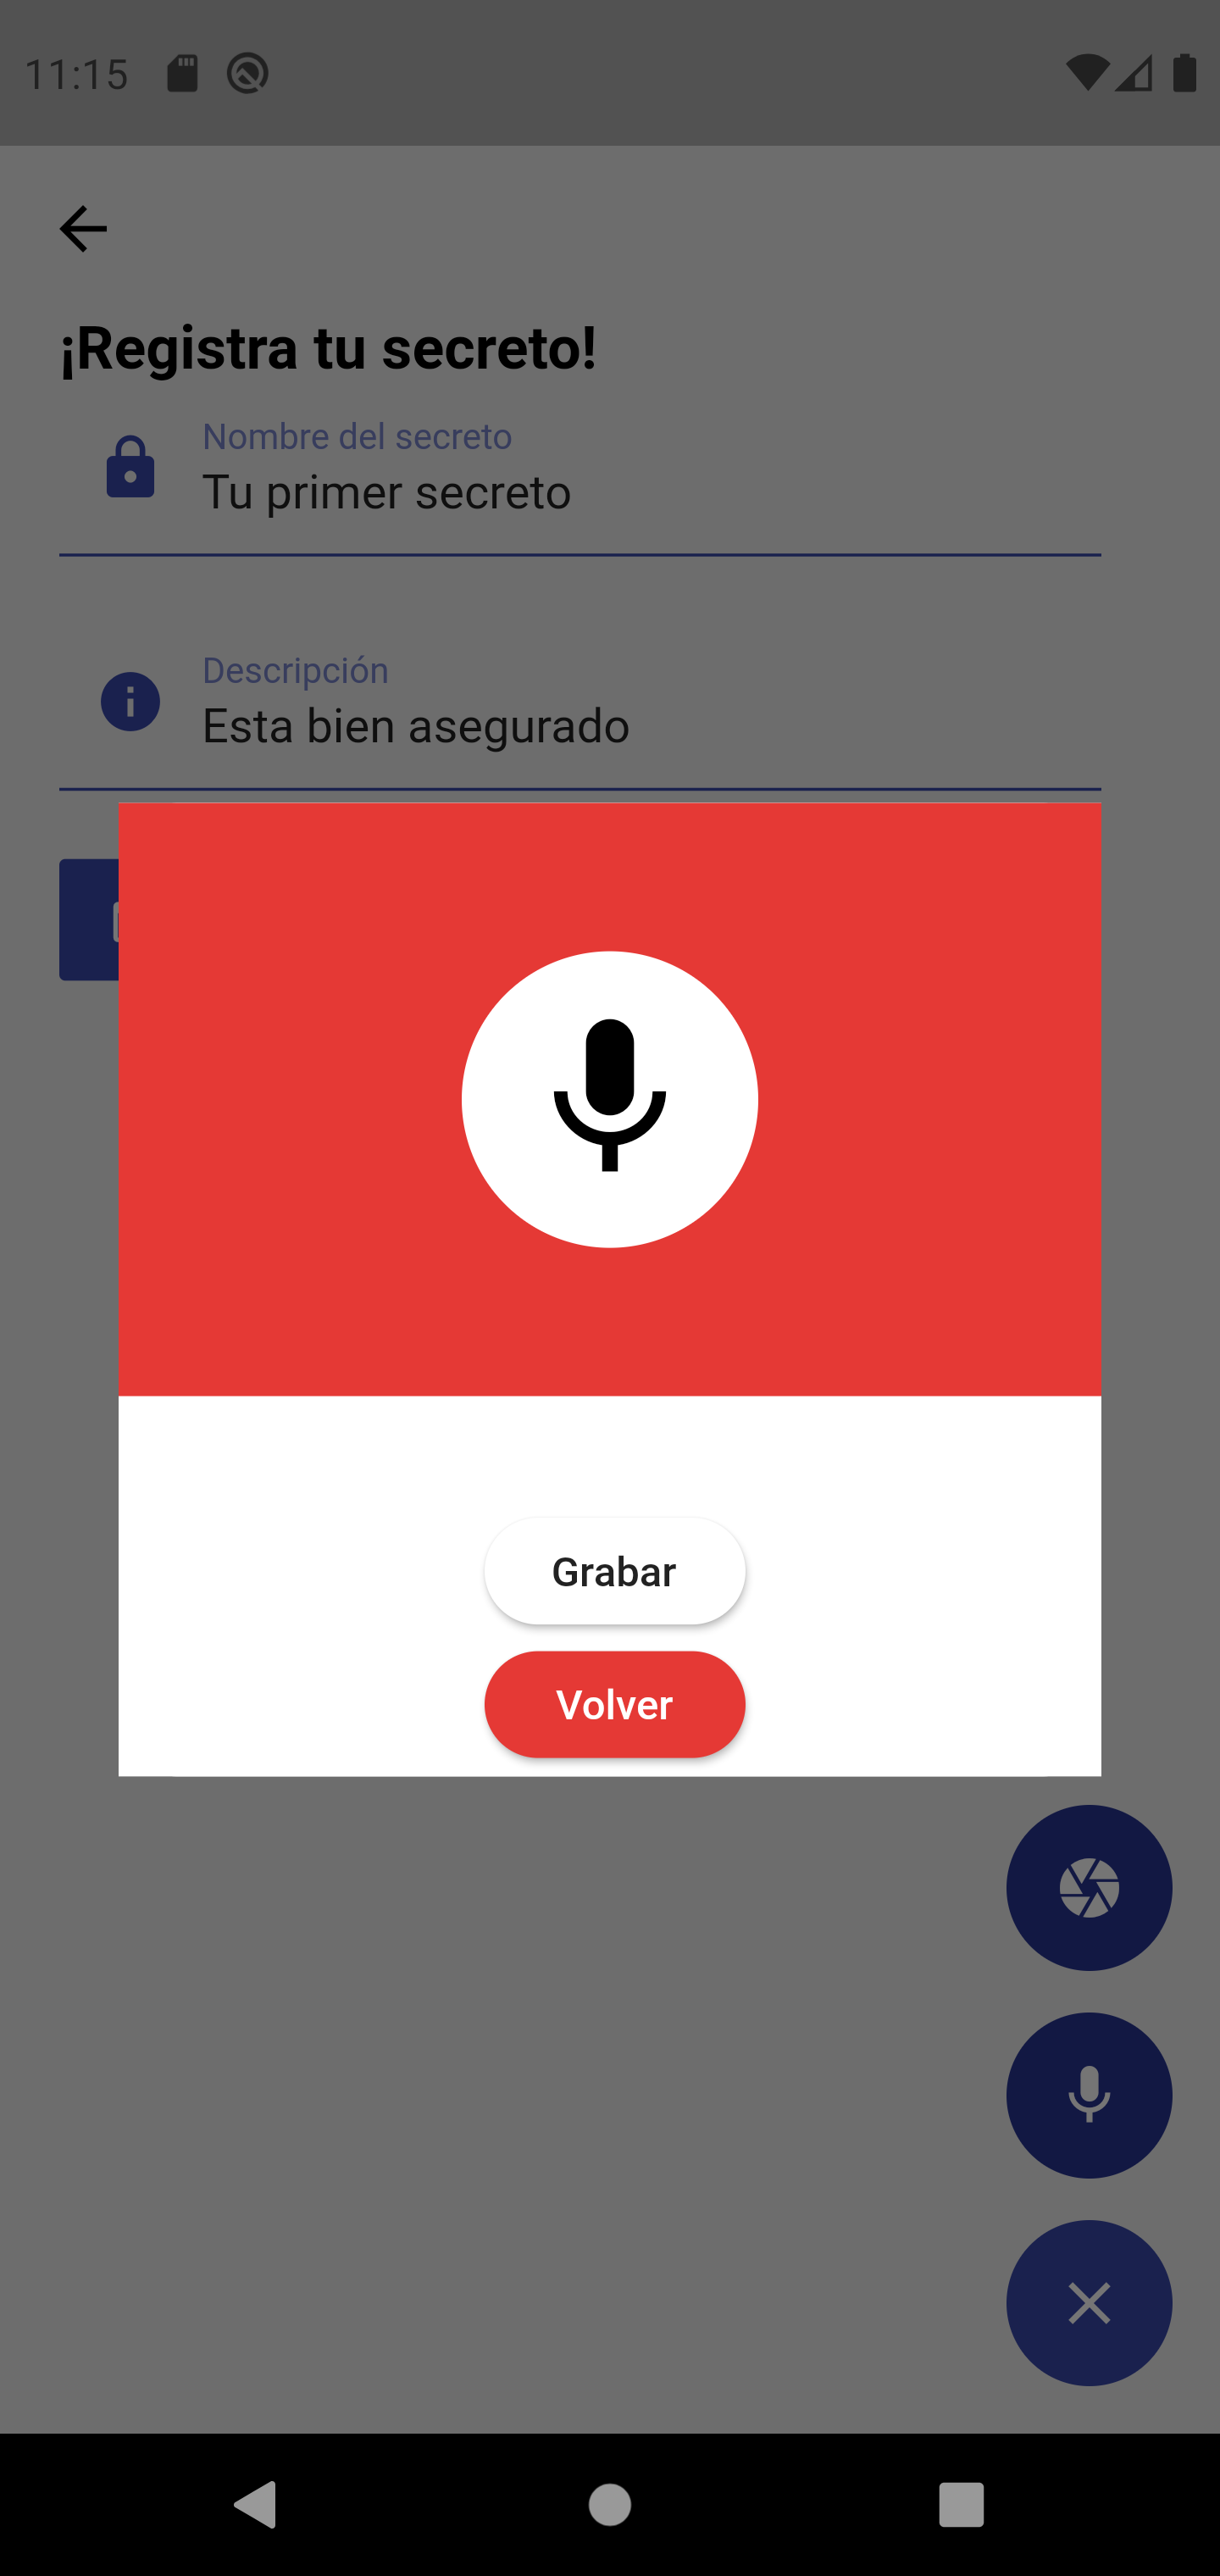 11:15
¡Registra tu secreto!
Nombre del secreto
Tu primer secreto
Descripción
Esta bien asegurado
Grabar
Volver